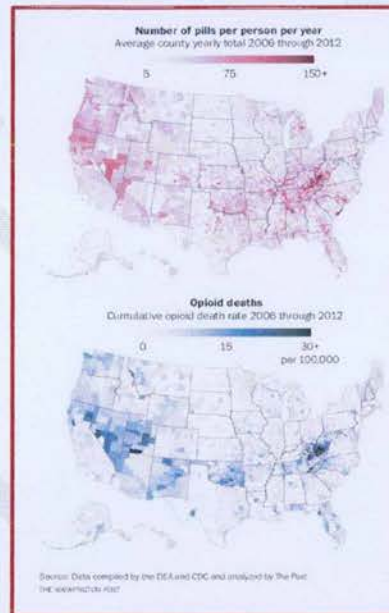 Number of pills per person per year
Average county yearly total 2006 through 2012
5 75 150+
Opioid deaths
Cumulative opioid death rate 2006 through 2012
0 15 30+
per 100,000
Source: Data compiled by the DEA and CDC and analyzed by The Post
THE WASHINGTON POST